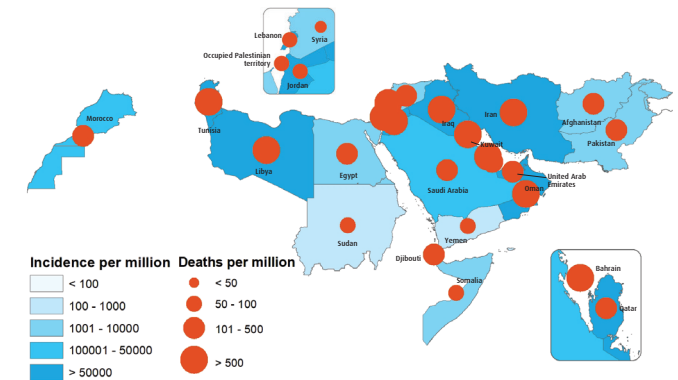 Lebanon
Syria
Occupied Palestinian
territory
Jordan
Morocco
Tunisia
Libya
Egypt
Iraq
Iran
Afghanistan
Pakistan
Kuwait
Saudi Arabia
United Arab
Emirates
Oman
Sudan
Yemen
Djibouti
Somalia
Bahrain
Qatar
Incidence per million
< 100
100 - 1000
1001 - 10000
100001 - 50000
> 50000
Deaths per million
< 50
50 - 100
101 - 500
> 500